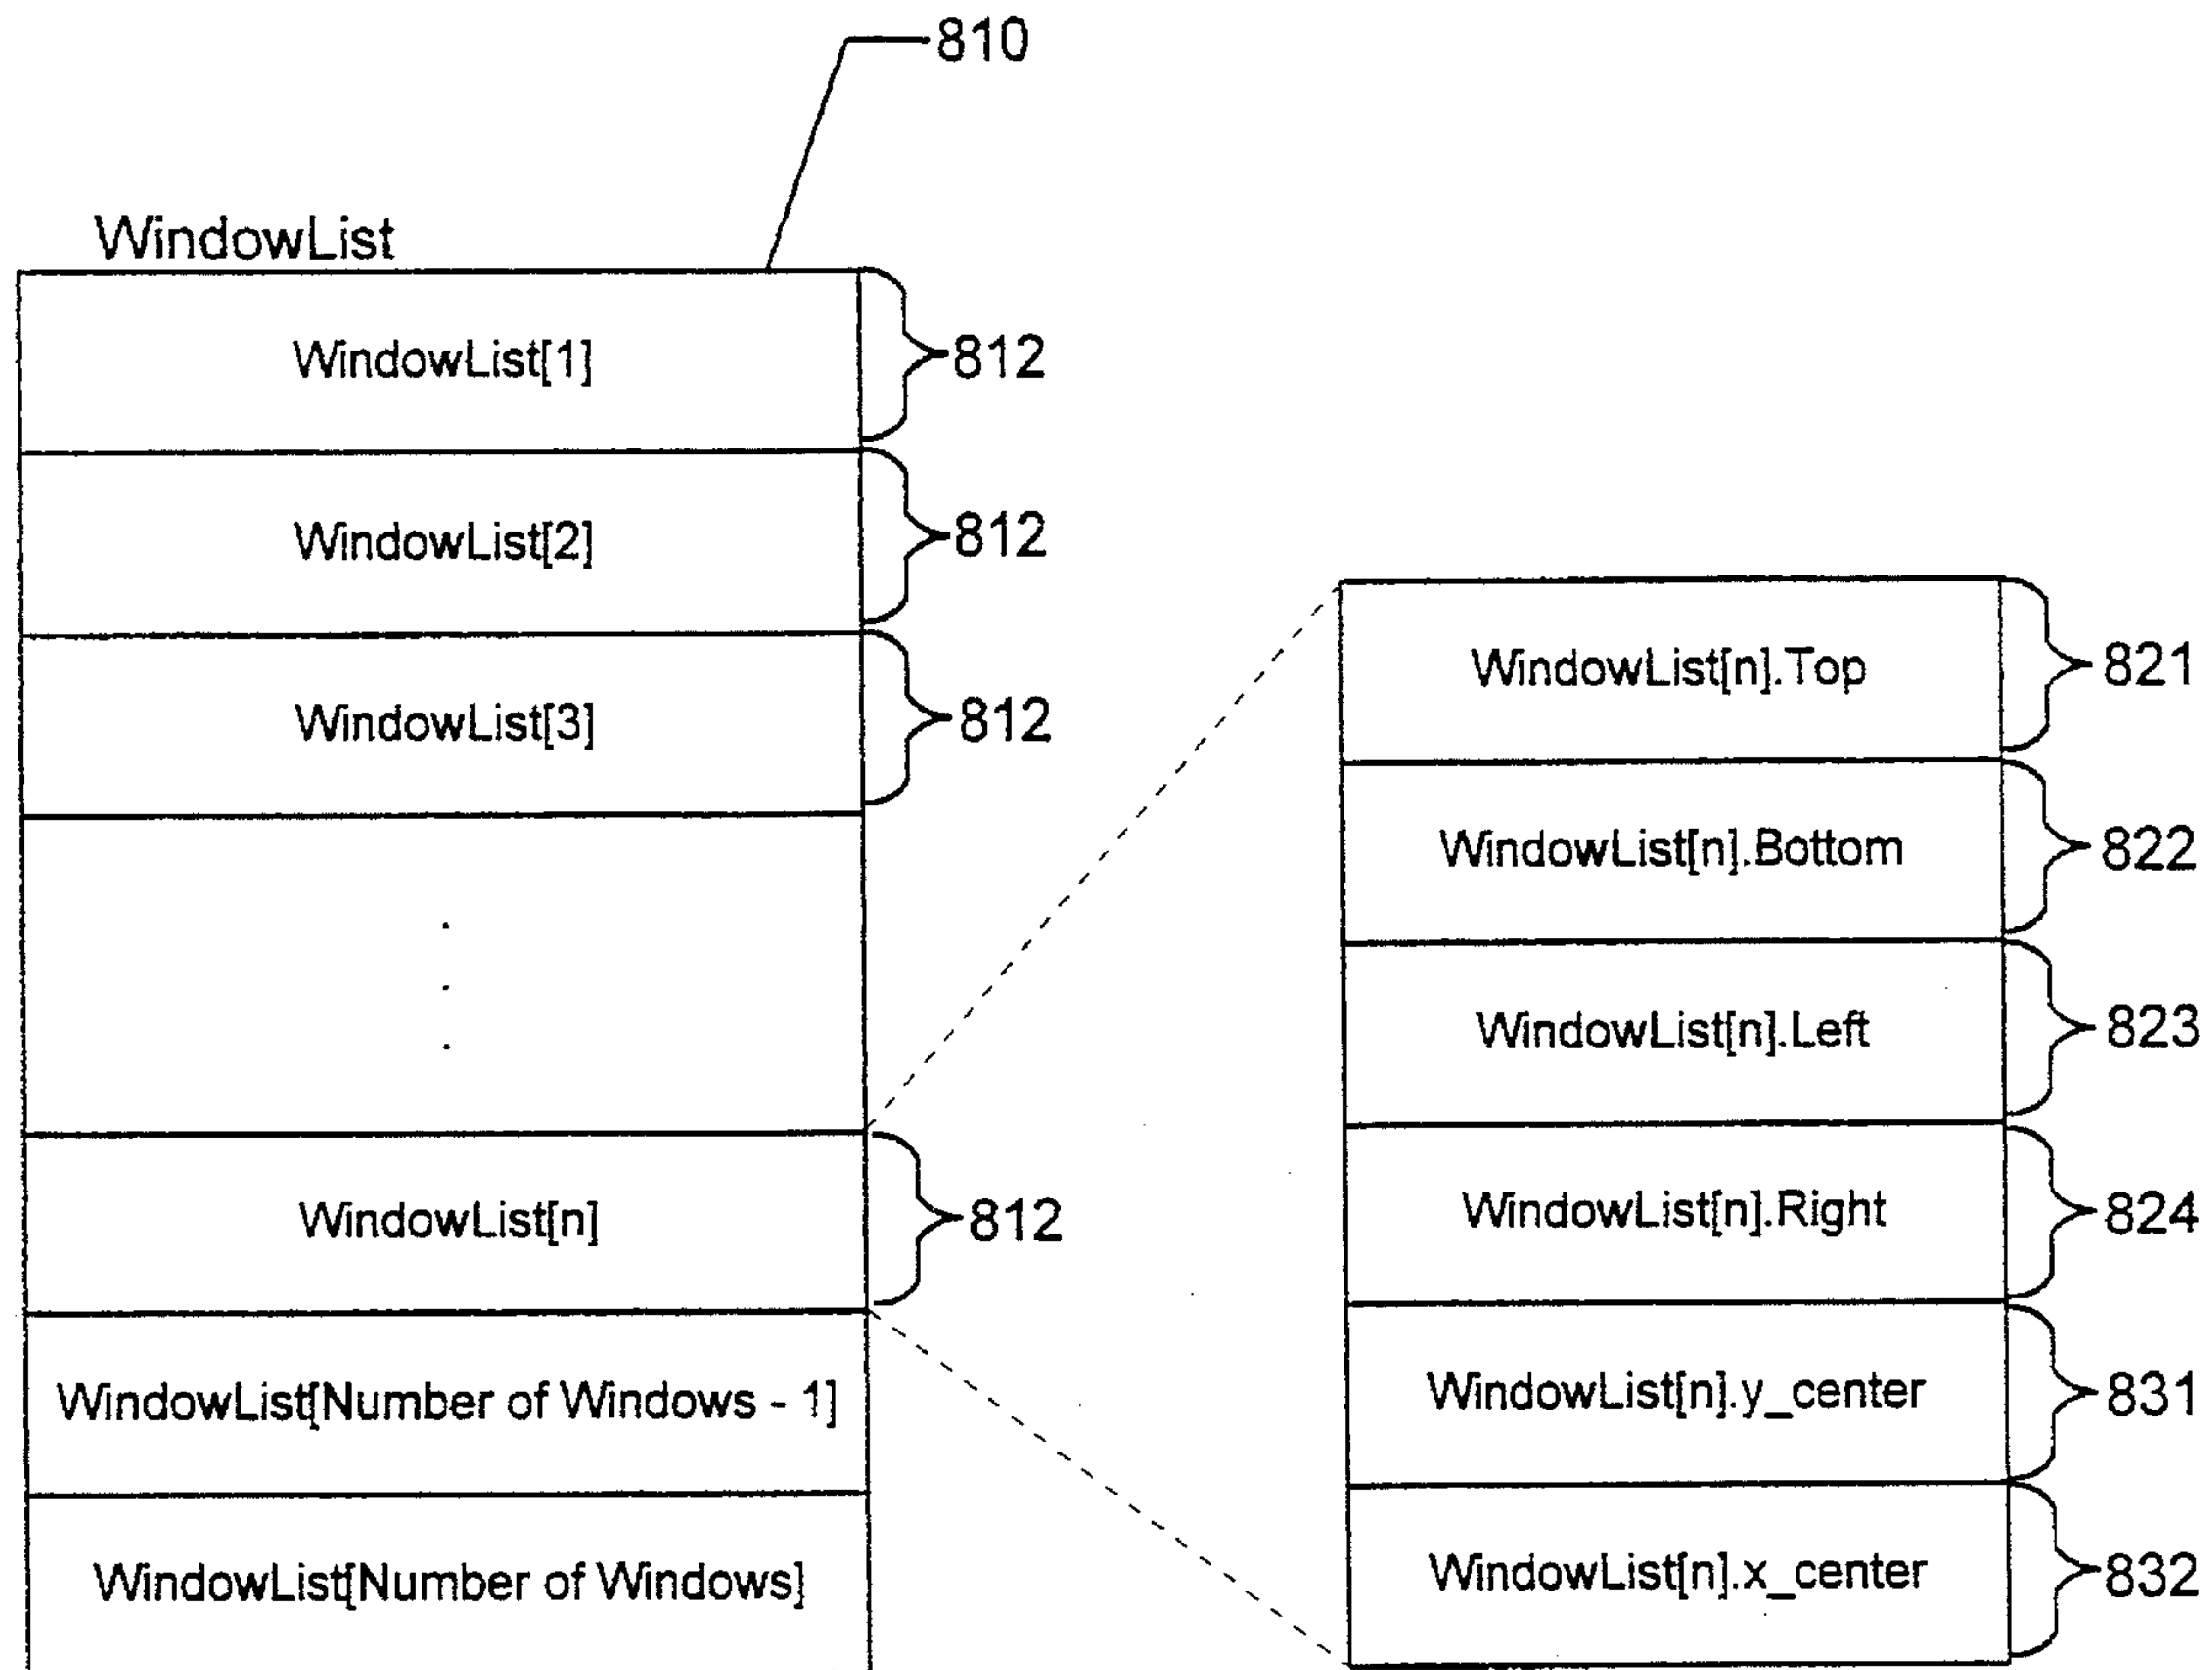 810
WindowList
WindowList[1]
812
WindowList[2]
812
WindowList[3]
812
.
.
.
WindowList[n]
812
WindowList[Number of Windows - 1]
WindowList[Number of Windows]
WindowList[n].Top
821
WindowList[n].Bottom
822
WindowList[n].Left
823
WindowList[n].Right
824
WindowList[n].y_center
831
WindowList[n].x_center
832